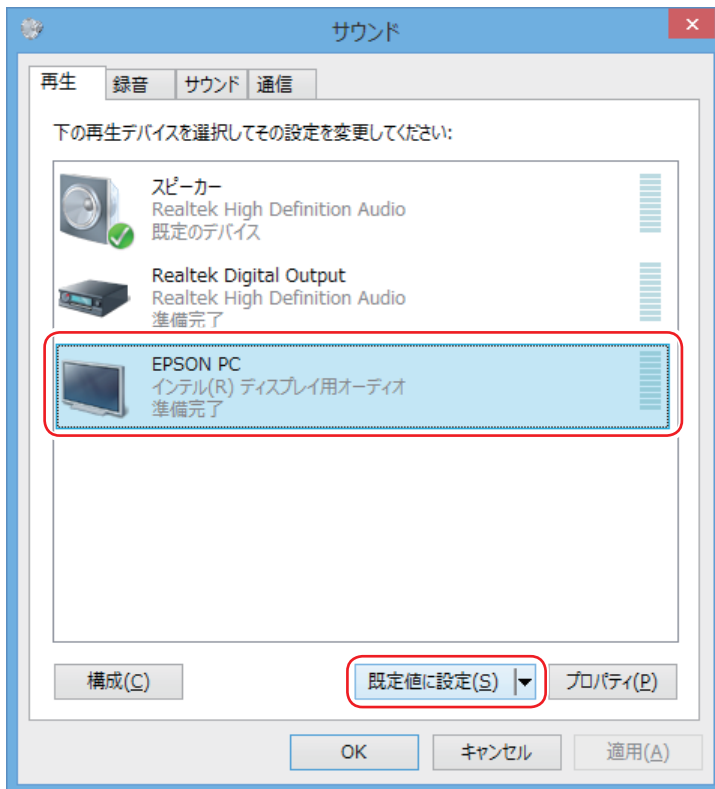 サウンド
再生 録音 サウンド 通信
下の再生デバイスを選択してその設定を変更してください:
スピーカー
Realtek High Definition Audio
既定のデバイス
Realtek Digital Output
Realtek High Definition Audio
準備完了
EPSON PC
インテル(R) ディスプレイ用オーディオ
準備完了
構成(C) 既定値に設定(S) プロパティ(P)
OK キャンセル 適用(A)